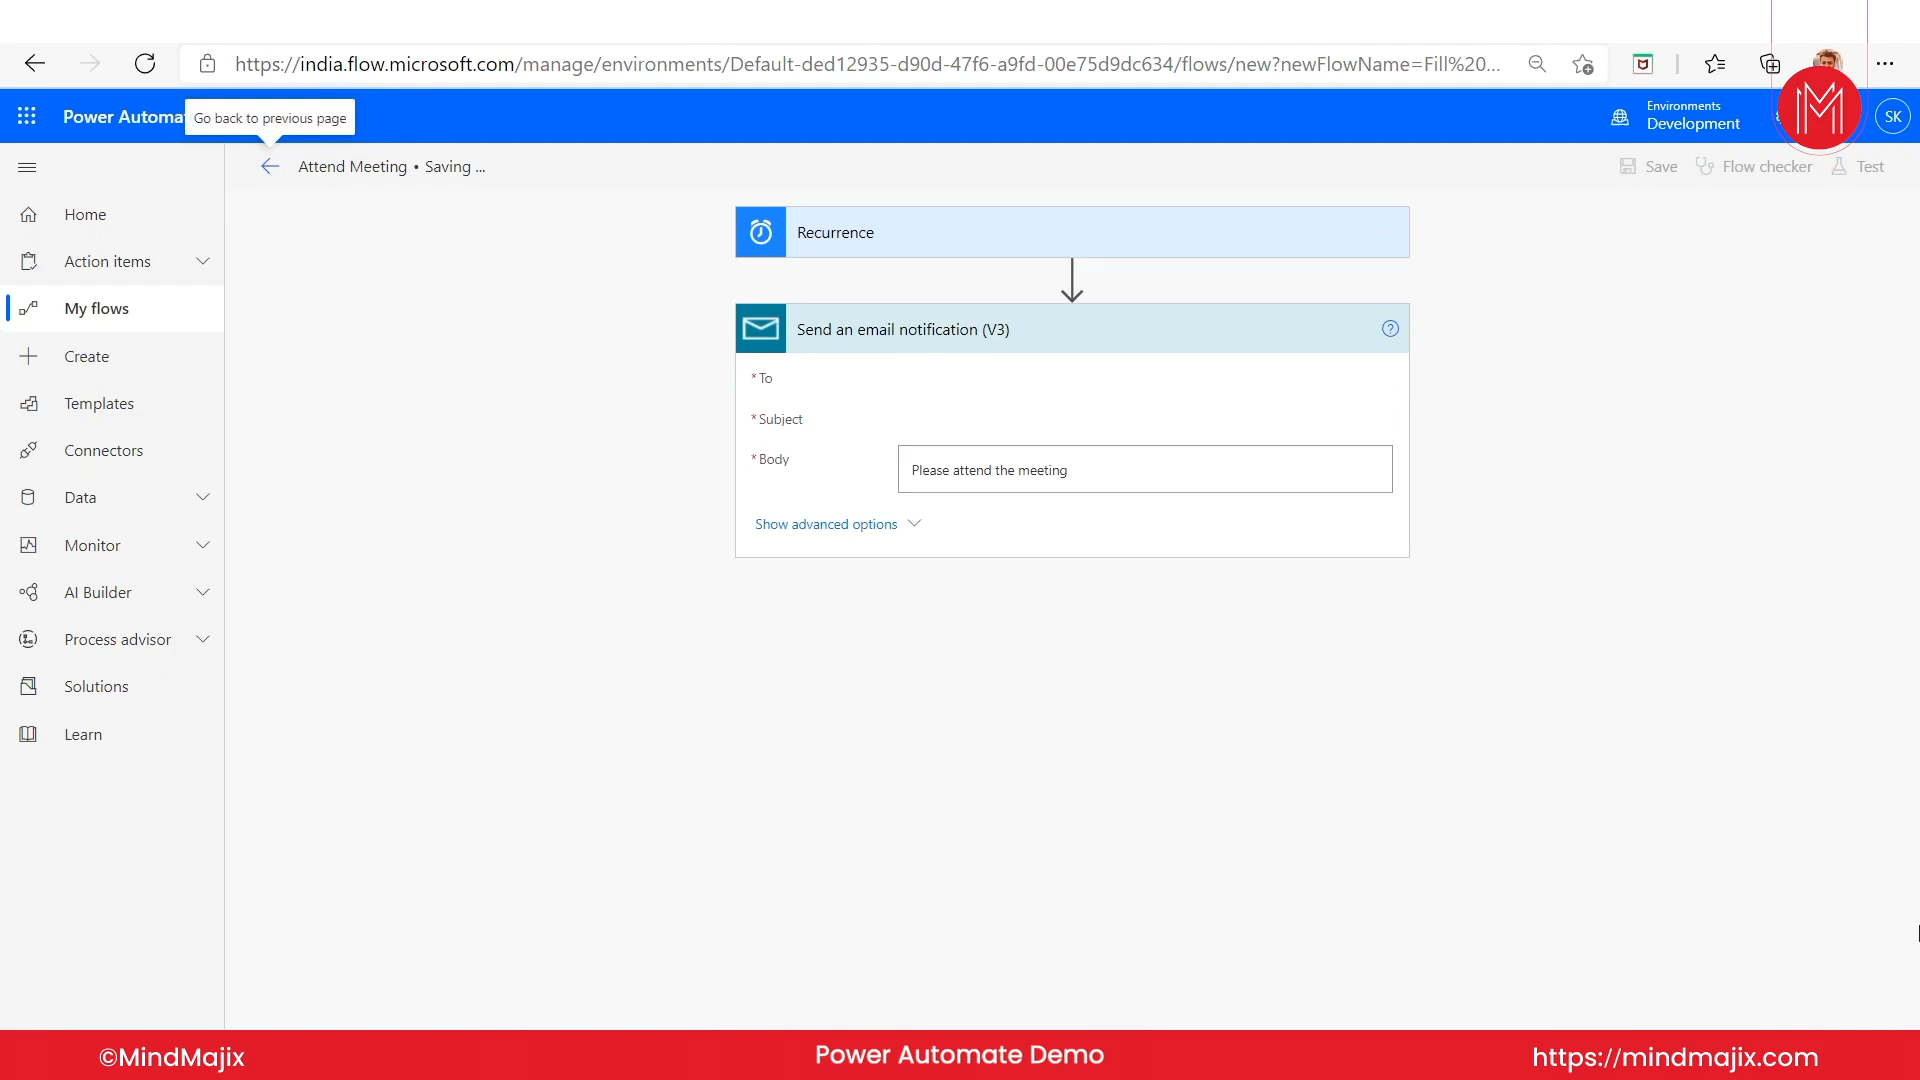 https://india.flow.microsoft.com/manage/environments/Default-ded12935-d90d-47f6-a9fd-00e75d9dc634/flows/new?newFlowName=Fill%20...
Power Automa
Go back to previous page
Environments
Development
SK
Attend Meeting • Saving ...
Save
Flow checker
Test
Home
Action items
My flows
Create
Templates
Connectors
Data
Monitor
AI Builder
Process advisor
Solutions
Learn
Recurrence
Send an email notification (V3)
?
* To
* Subject
* Body
Please attend the meeting
Show advanced options
©MindMajix
Power Automate Demo
https://mindmajix.com